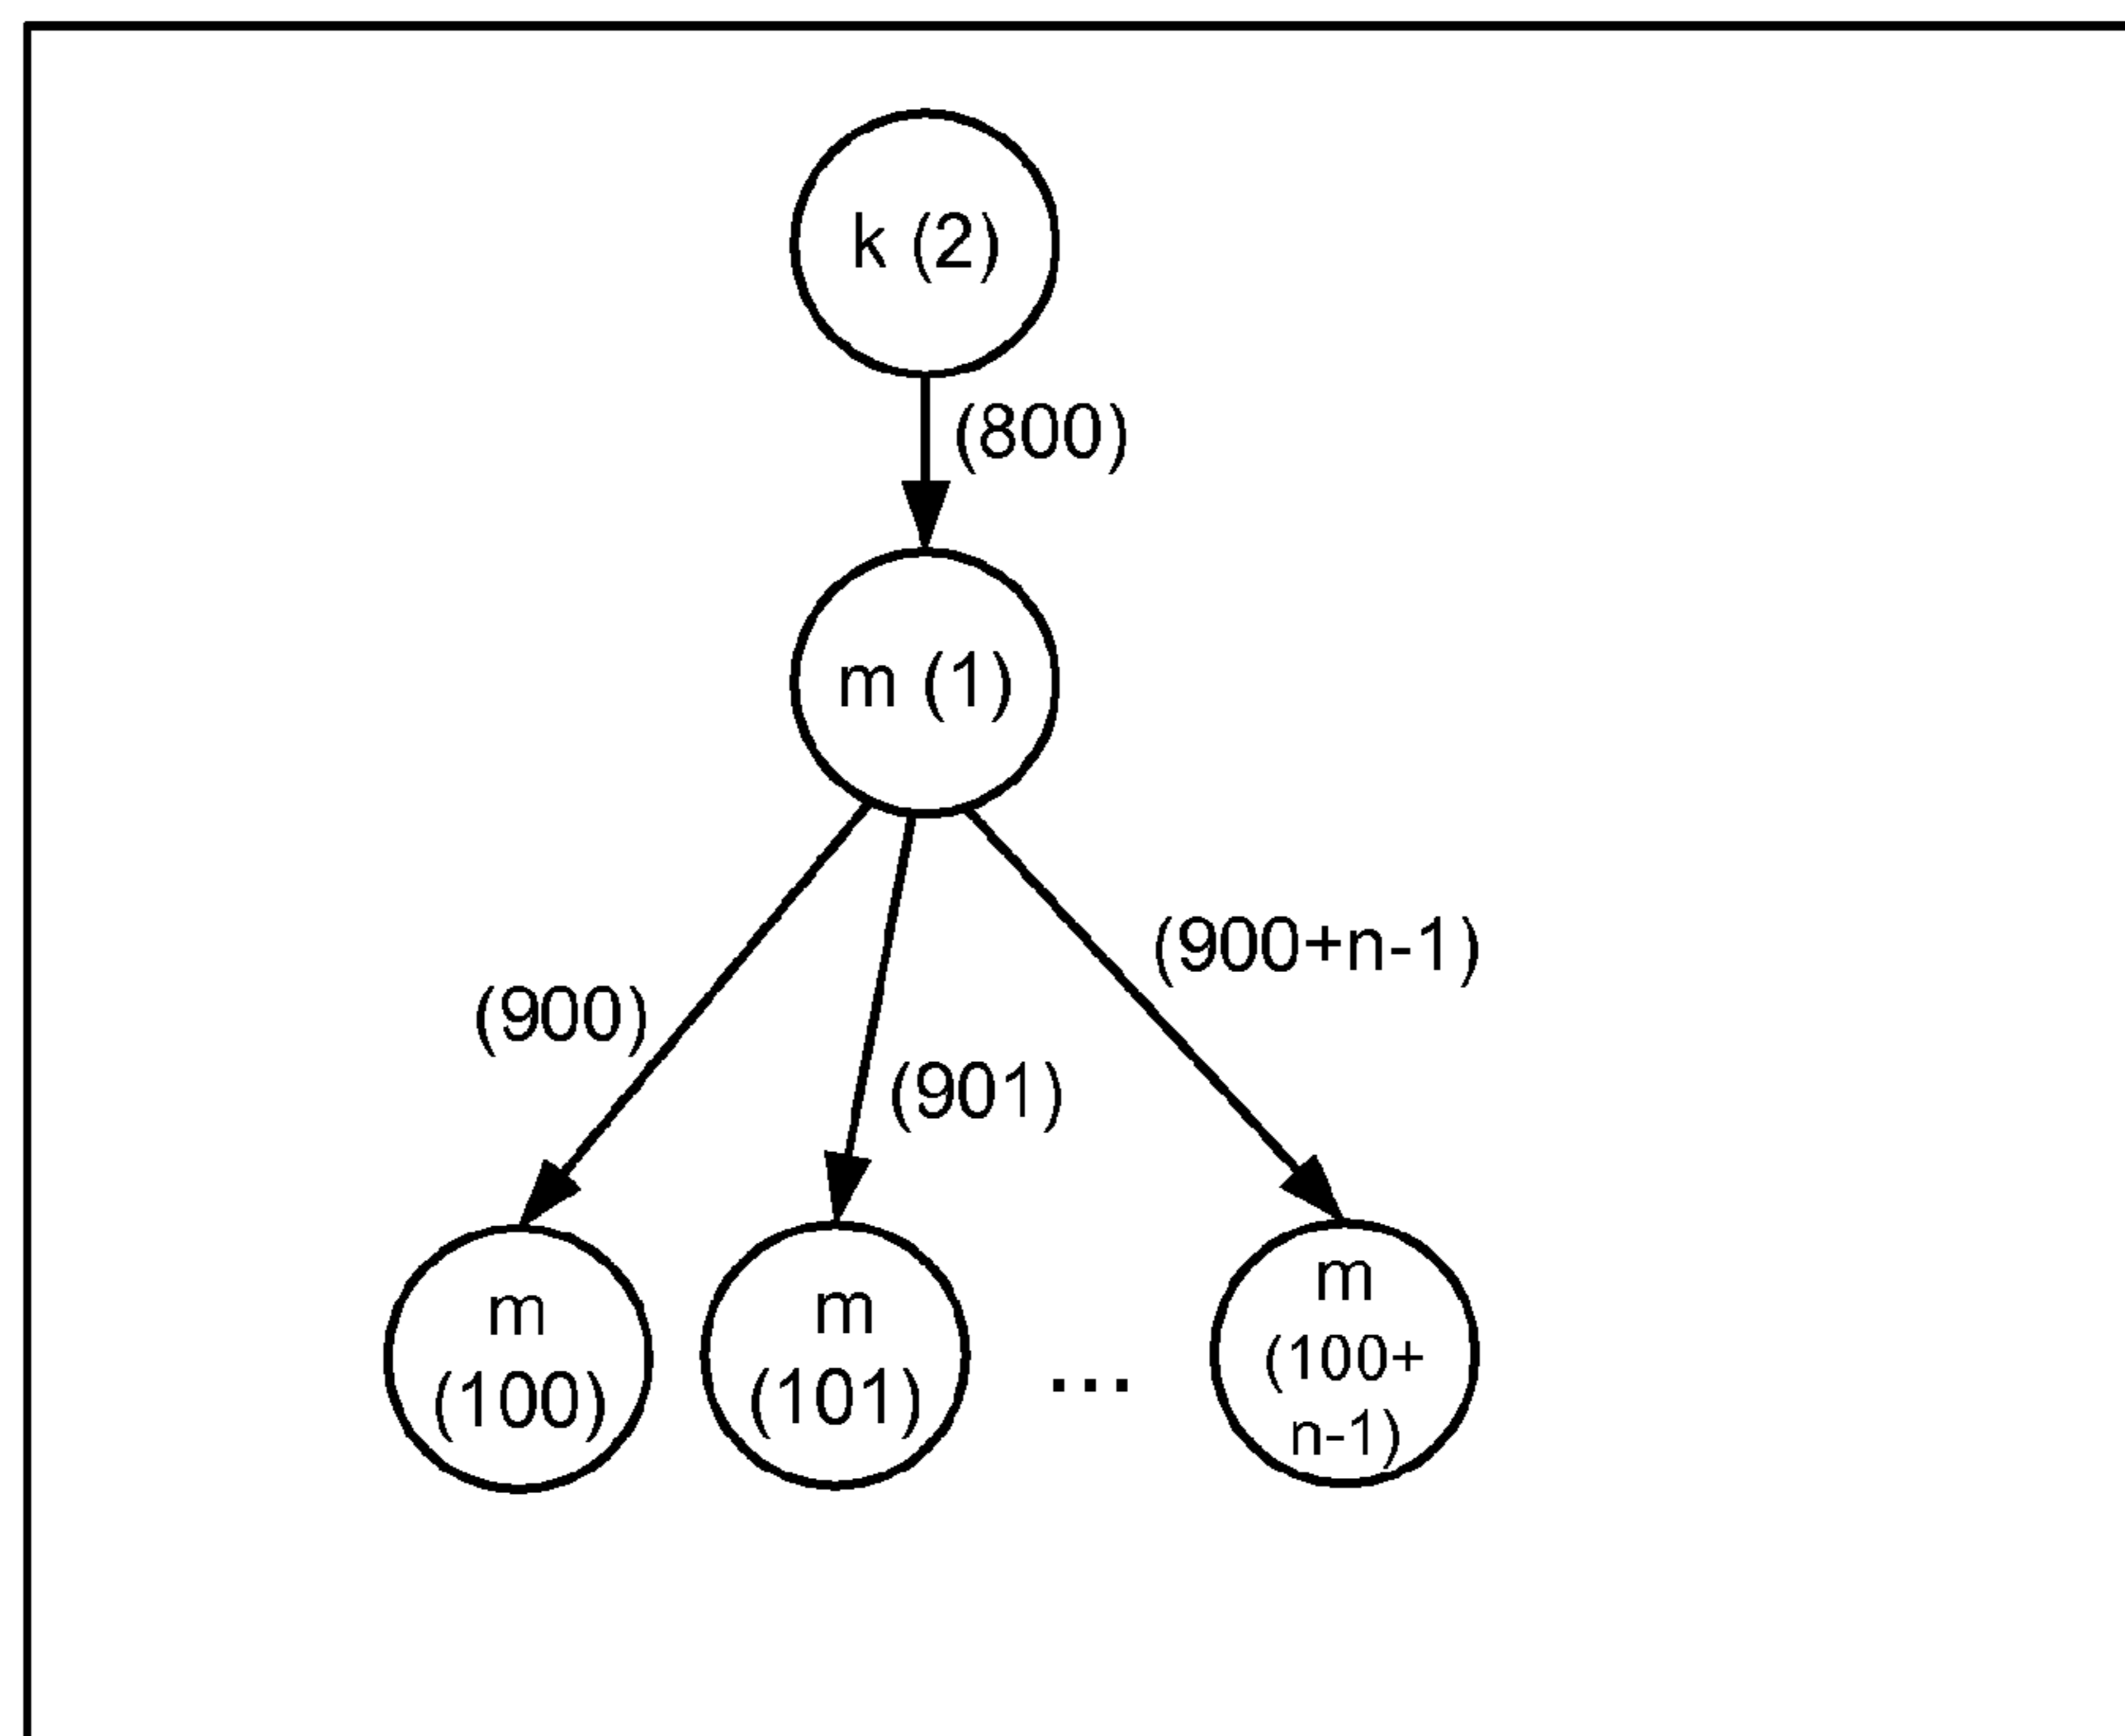 k (2)
(800)
m (1)
(900+n-1)
(900)
(901)
m
(100)
m
(101)
...
m
(100+
n-1)